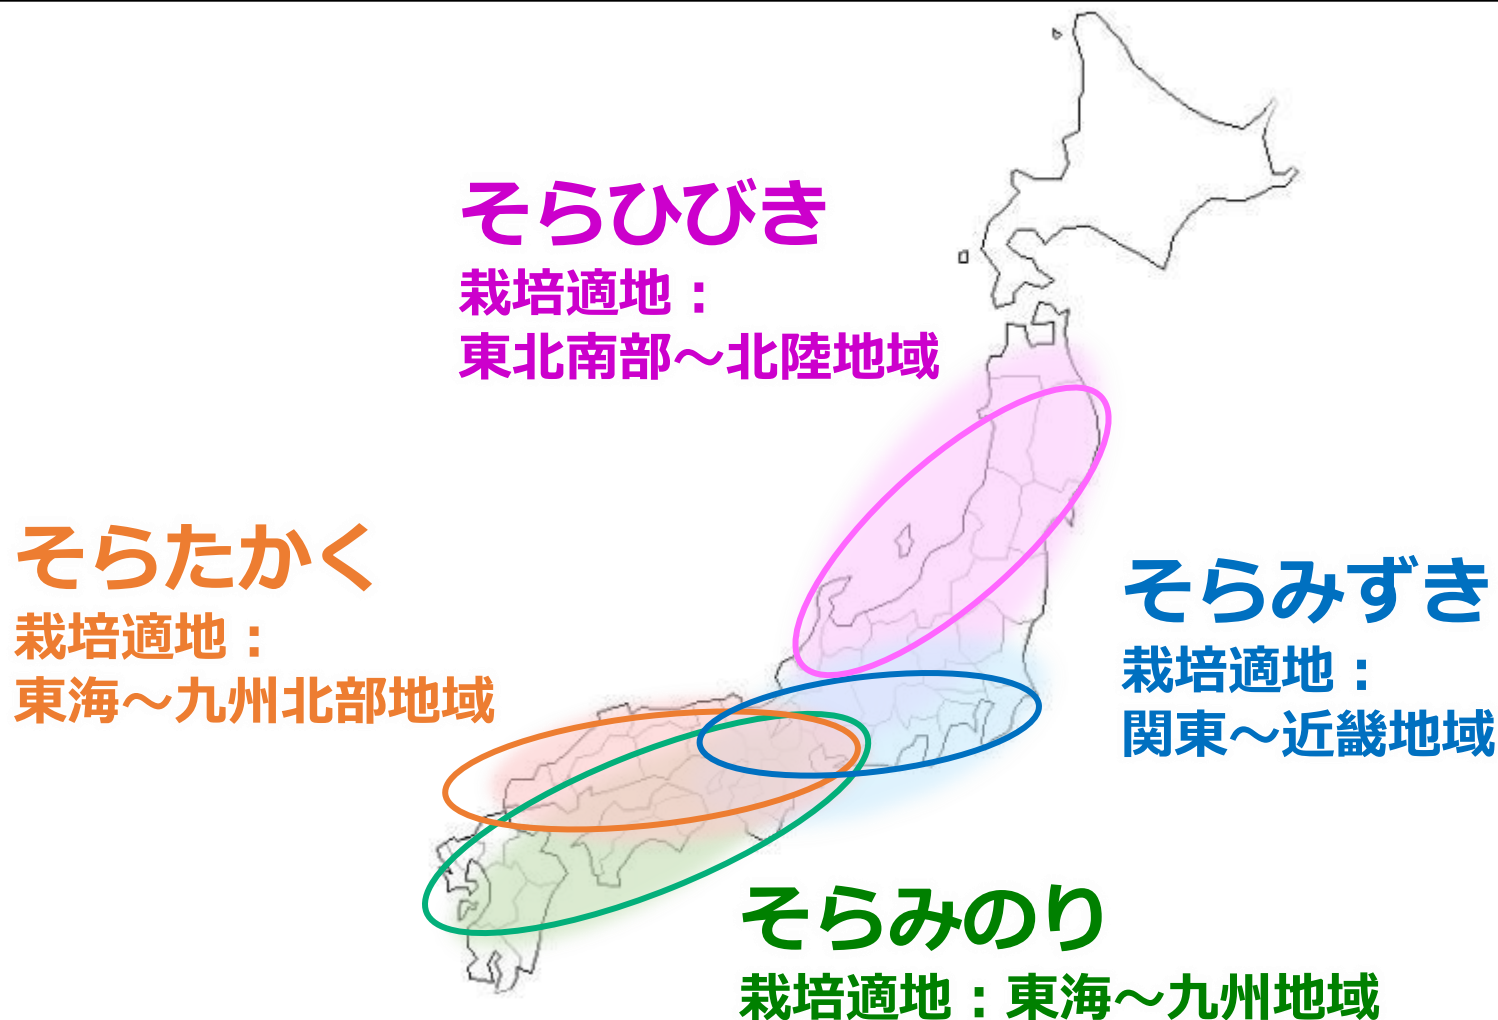 そらひびき
栽培適地：
東北南部～北陸地域
そらたかく
栽培適地：
東海～九州北部地域
そらみずき
栽培適地：
関東～近畿地域
そらみのり
栽培適地：東海～九州地域